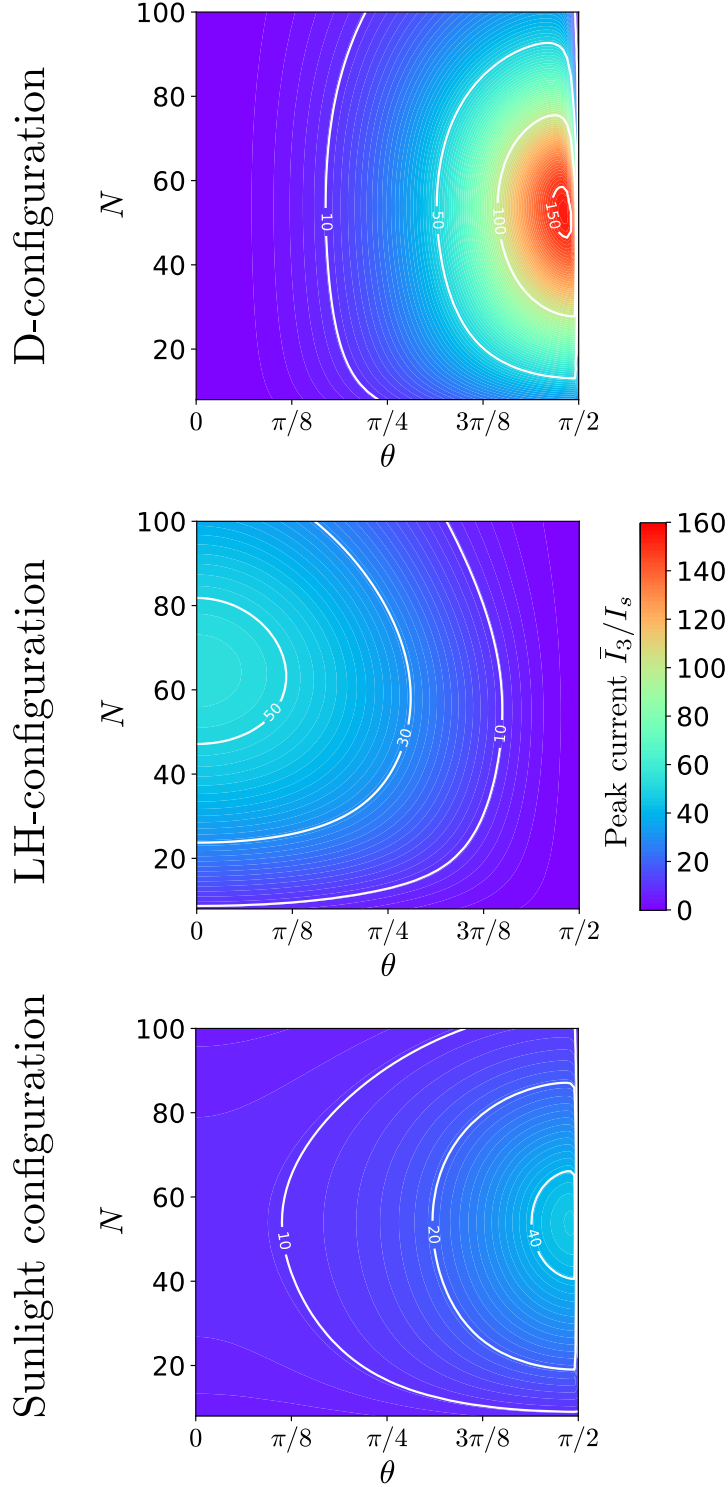 D-configuration
N
100
80
60
40
20
10
50
100
150
0
π/8
π/4
3π/8
π/2
θ
LH-configuration
N
100
80
60
40
20
50
30
10
0
π/8
π/4
3π/8
π/2
θ
Peak current Ī₃/Iₛ
160
140
120
100
80
60
40
20
0
Sunlight configuration
N
100
80
60
40
20
10
20
40
0
π/8
π/4
3π/8
π/2
θ